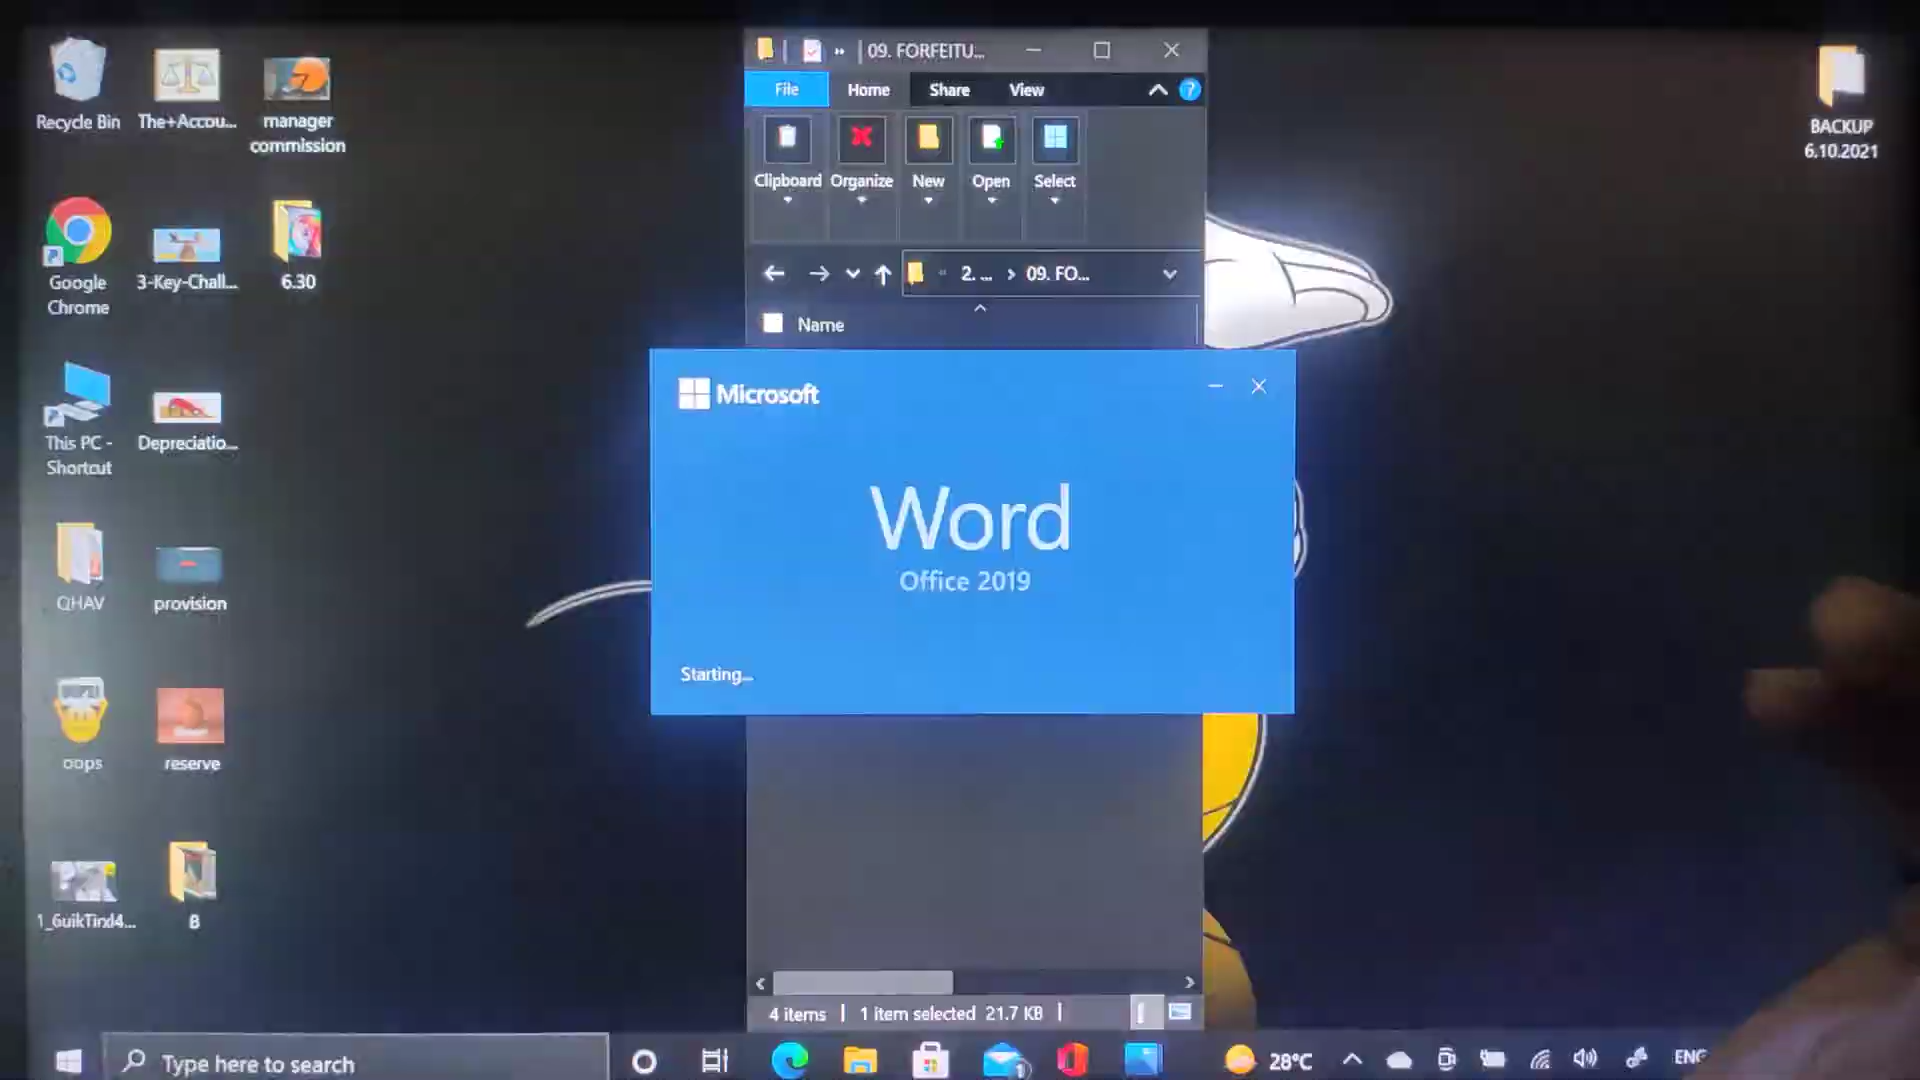 Recycle Bin
The+Accou...
manager
commission
Google
Chrome
3-Key-Chall...
6.30
This PC -
Shortcut
Depreciatio...
QHAV
provision
oops
reserve
1_6uikTirxl4...
B
BACKUP
6.10.2021
09. FORFEITU...
File
Home
Share
View
Clipboard
Organize
New
Open
Select
2. ...
09. FO...
Name
Microsoft
Word
Office 2019
Starting...
4 items
1 item selected 21.7 KB
Type here to search
28°C
ENG